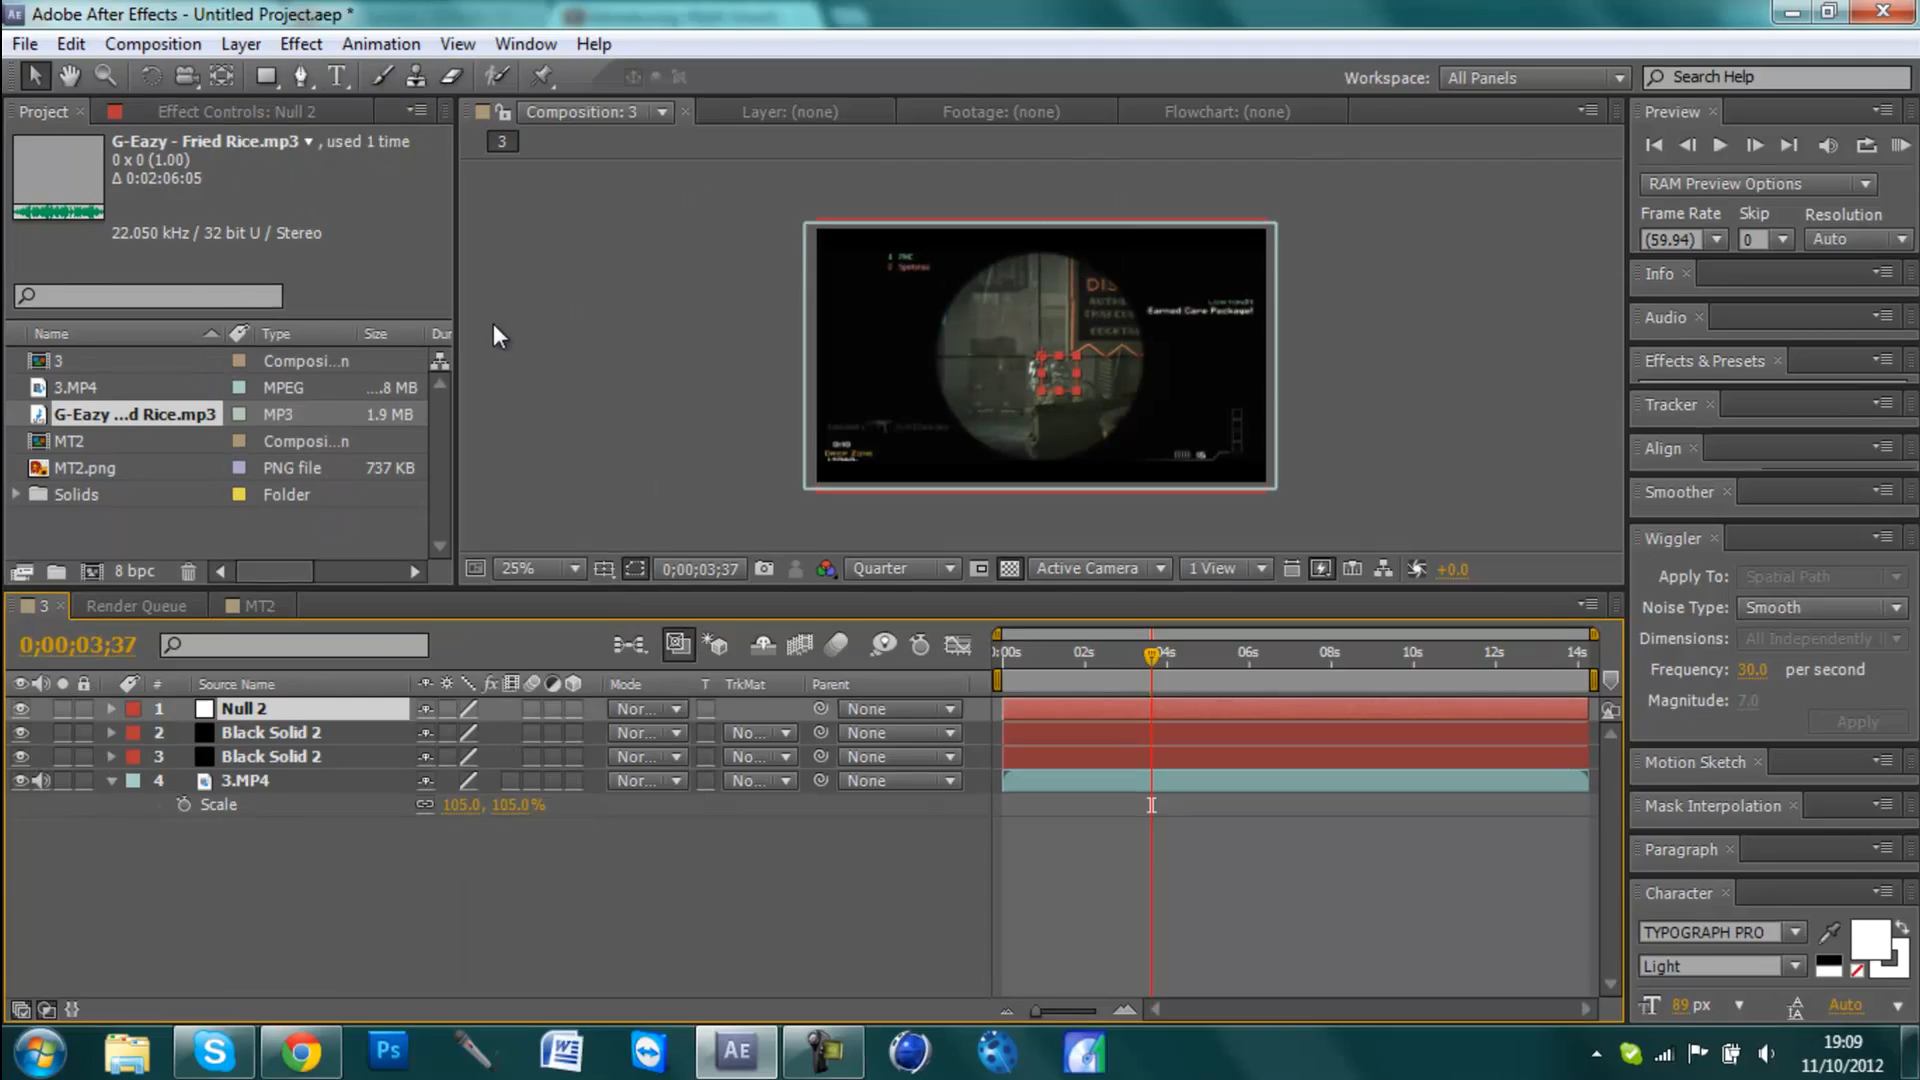 Adobe After Effects - Untitled Project.aep *
File Edit Composition Layer Effect Animation View Window Help
Workspace: All Panels Search Help
Project Effect Controls: Null 2 Composition: 3 Layer: (none) Footage: (none) Flowchart: (none) Preview
G-Eazy - Fried Rice.mp3 , used 1 time
0 x 0 (1.00)
Δ 0:02:06:05
22.050 kHz / 32 bit U / Stereo
3
RAM Preview Options
Frame Rate Skip Resolution
(59.94) 0 Auto
Info
Audio
Effects & Presets
Tracker
Align
Smoother
Wiggler
Apply To: Spatial Path
Noise Type: Smooth
Dimensions: All Independently
Frequency: 30.0 per second
Magnitude: 7.0
Apply
Motion Sketch
Mask Interpolation
Paragraph
Character
TYPOGRAPH PRO
Light
89 px Auto
Name Type Size Dur
3 Composi...n
3.MP4 MPEG ....8 MB
G-Eazy ...d Rice.mp3 MP3 1.9 MB
MT2 Composi...n
MT2.png PNG file 737 KB
Solids Folder
8 bpc
DIS
Earned Care Package!
25% 0;00;03;37 Quarter Active Camera 1 View +0.0
3 Render Queue MT2
0;00;03;37
:00s 02s 04s 06s 08s 10s 12s 14s
# Source Name Mode T TrkMat Parent
1 Null 2 Nor... None
2 Black Solid 2 Nor... No... None
3 Black Solid 2 Nor... No... None
4 3.MP4 Nor... No... None
Scale 105.0, 105.0%
Ps AE
19:09
11/10/2012